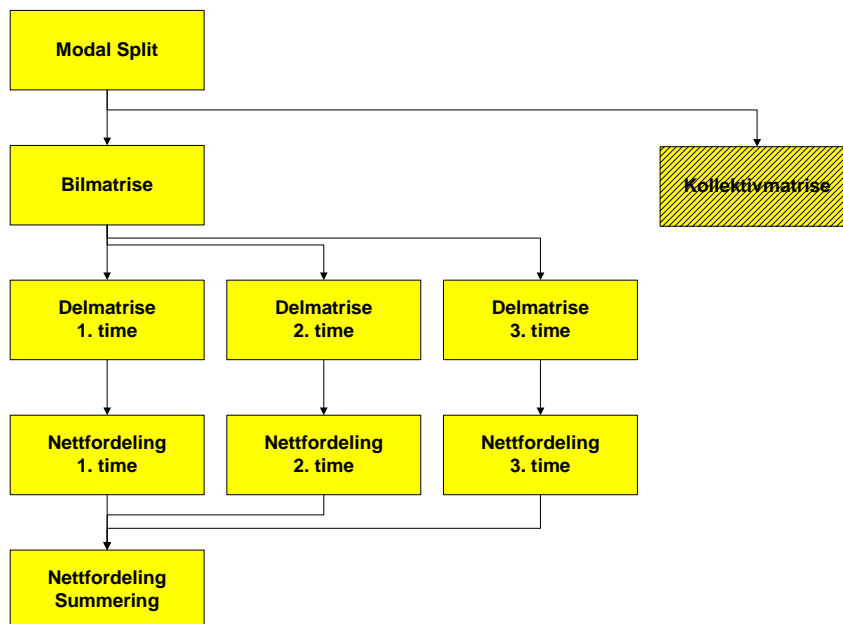 Modal Split
Bilmatrise
Kollektivmatrise
Delmatrise
1. time
Delmatrise
2. time
Delmatrise
3. time
Nettfordeling
1. time
Nettfordeling
2. time
Nettfordeling
3. time
Nettfordeling
Summering